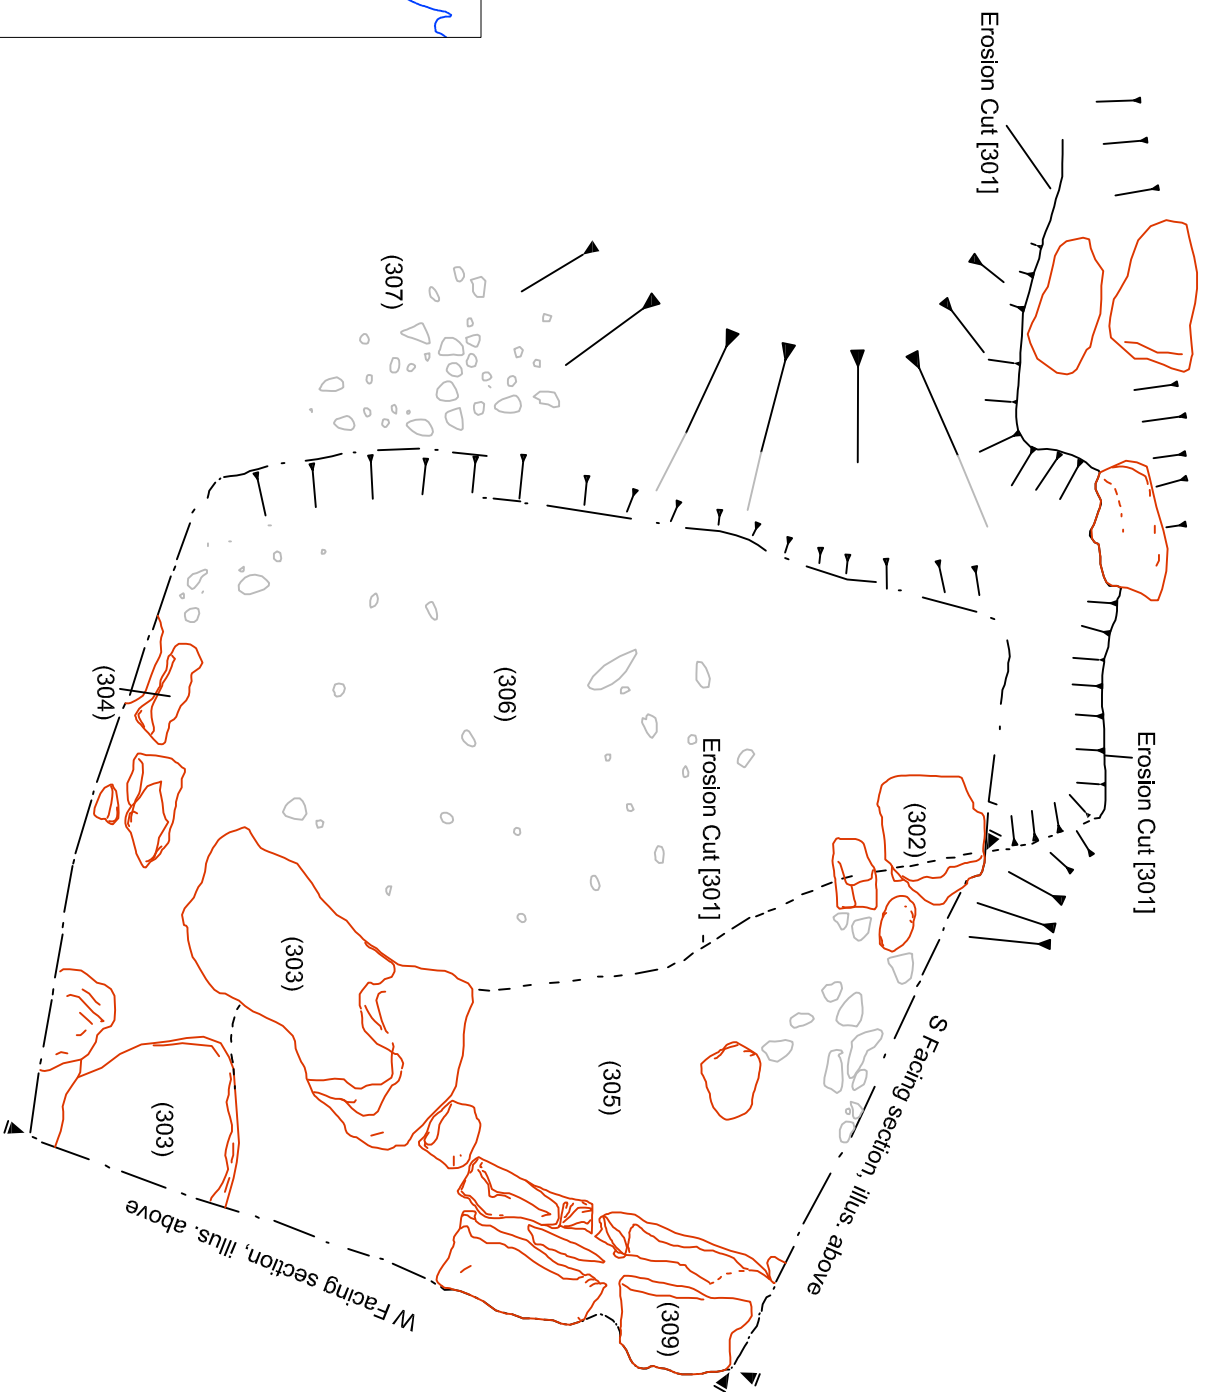 Erosion Cut [301]
(307)
(306)
(304)
Erosion Cut [301]
Erosion Cut [301]
(302)
(303)
(305)
S Facing section, illus. above
(303)
W Facing section, illus. above
(309)